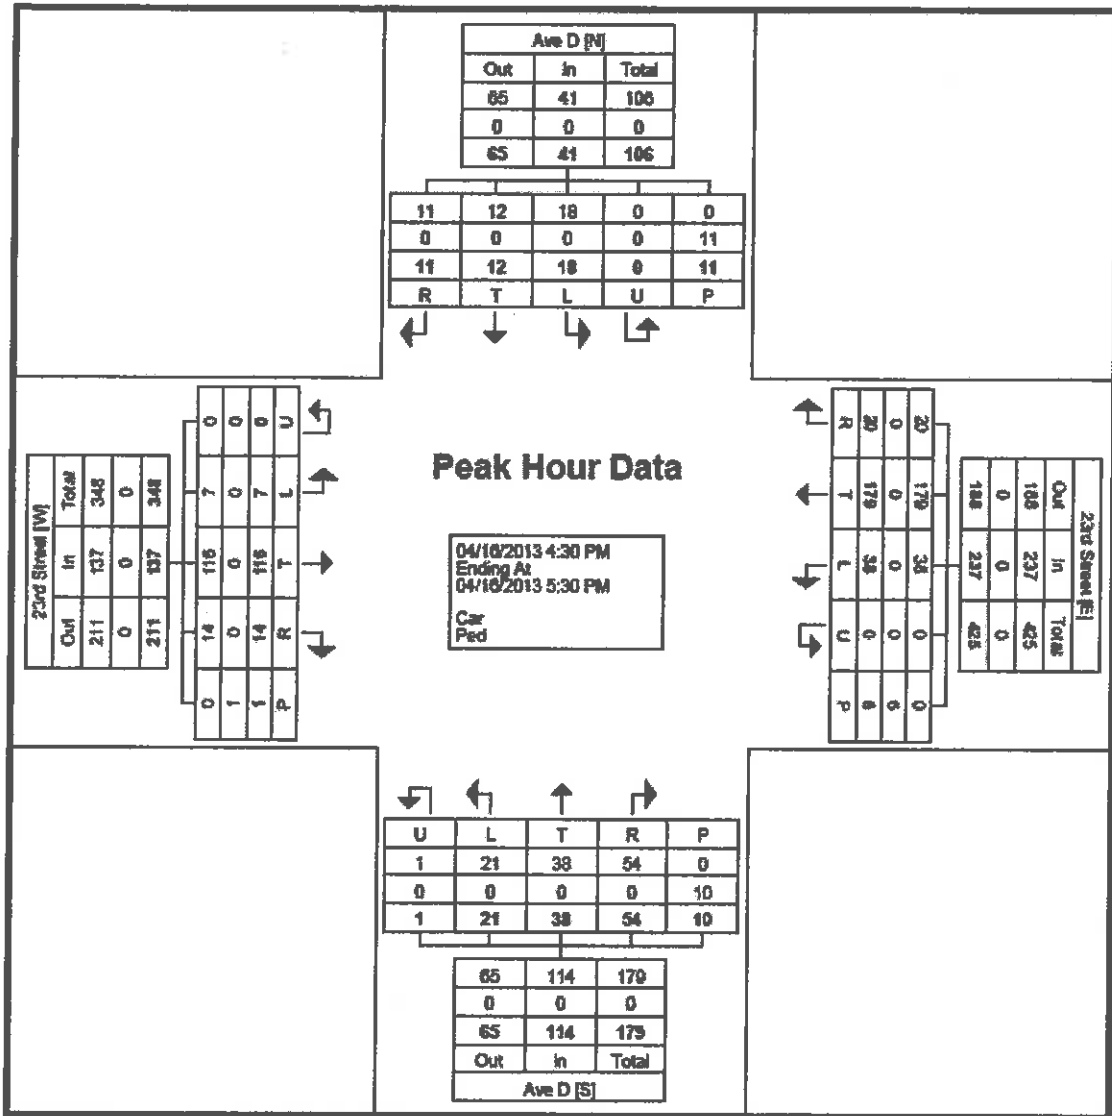 Ave D [N]
Out In Total
65 41 106
0 0 0
65 41 106
11 12 18 0 0
0 0 0 0 11
11 12 18 0 11
R T L U P
23rd Street [W]
Out In Total
211 137 348
0 0 0
211 137 348
0 14 116 7 0
1 0 0 0 0
1 14 116 7 0
P R T L U
Peak Hour Data
04/16/2013 4:30 PM
Ending At
04/16/2013 5:30 PM
Car
Ped
23rd Street [E]
Out In Total
188 237 425
0 0 0
188 237 425
20 179 38 0 0
0 0 0 0 6
20 179 38 0 6
R T L U P
U L T R P
1 21 38 54 0
0 0 0 0 10
1 21 38 54 10
65 114 179
0 0 0
65 114 179
Out In Total
Ave D [S]